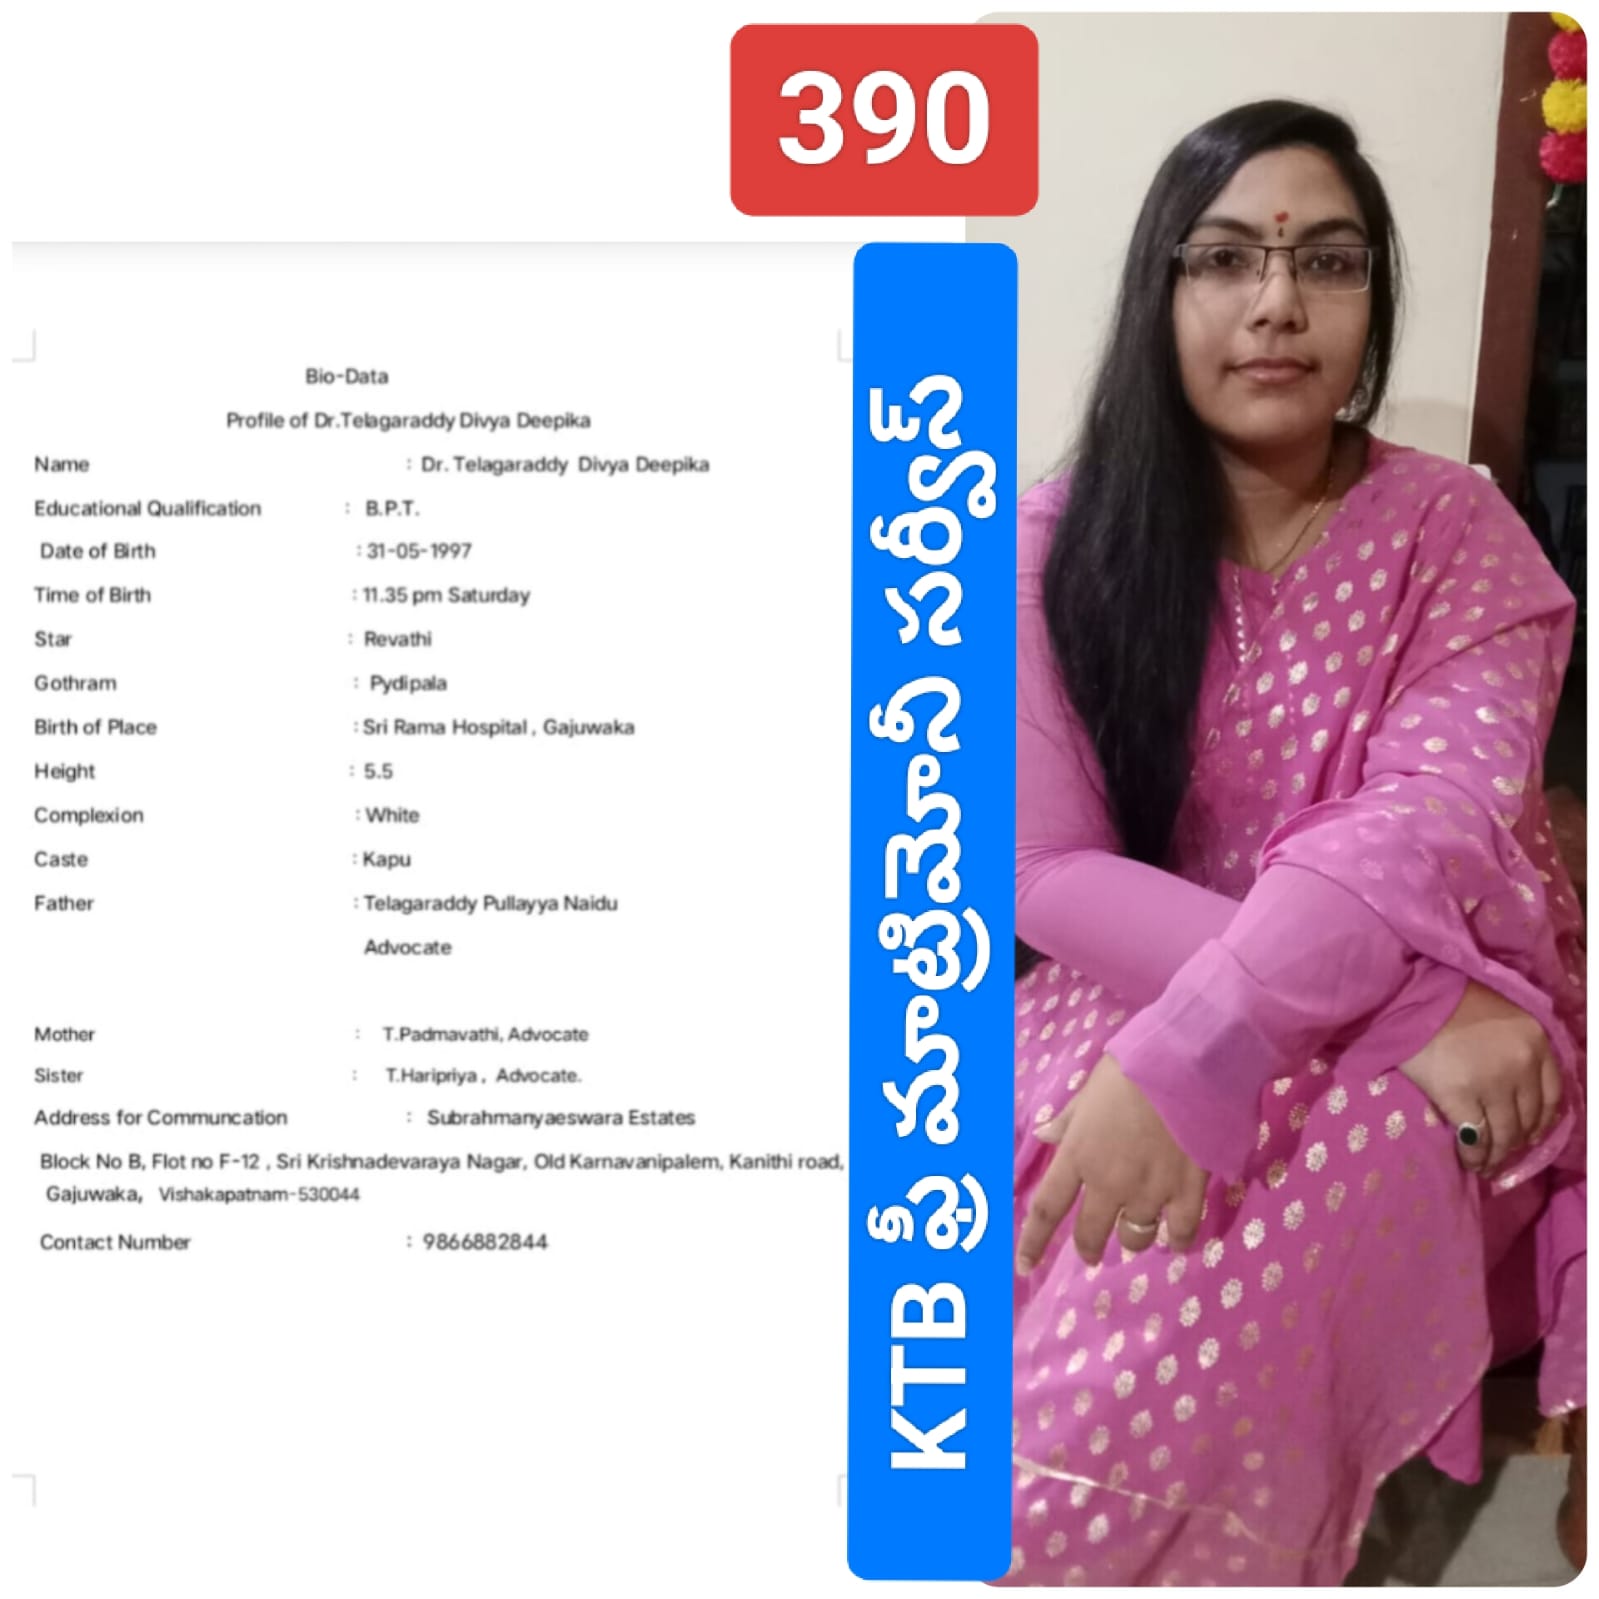 390
Bio-Data
Profile of Dr.Telagaraddy Divya Deepika
Name : Dr. Telagaraddy Divya Deepika
Educational Qualification : B.P.T.
Date of Birth : 31-05-1997
Time of Birth : 11.35 pm Saturday
Star : Revathi
Gothram : Pydipala
Birth of Place : Sri Rama Hospital , Gajuwaka
Height : 5.5
Complexion : White
Caste : Kapu
Father : Telagaraddy Pullayya Naidu
Advocate
Mother : T.Padmavathi, Advocate
Sister : T.Haripriya , Advocate.
Address for Communcation : Subrahmanyaeswara Estates
Block No B, Flot no F-12 , Sri Krishnadevaraya Nagar, Old Karnavanipalem, Kanithi road,
Gajuwaka, Vishakapatnam-530044
Contact Number : 9866882844
KTB ఫ్రీ మాట్రిమోనీ సర్వీస్